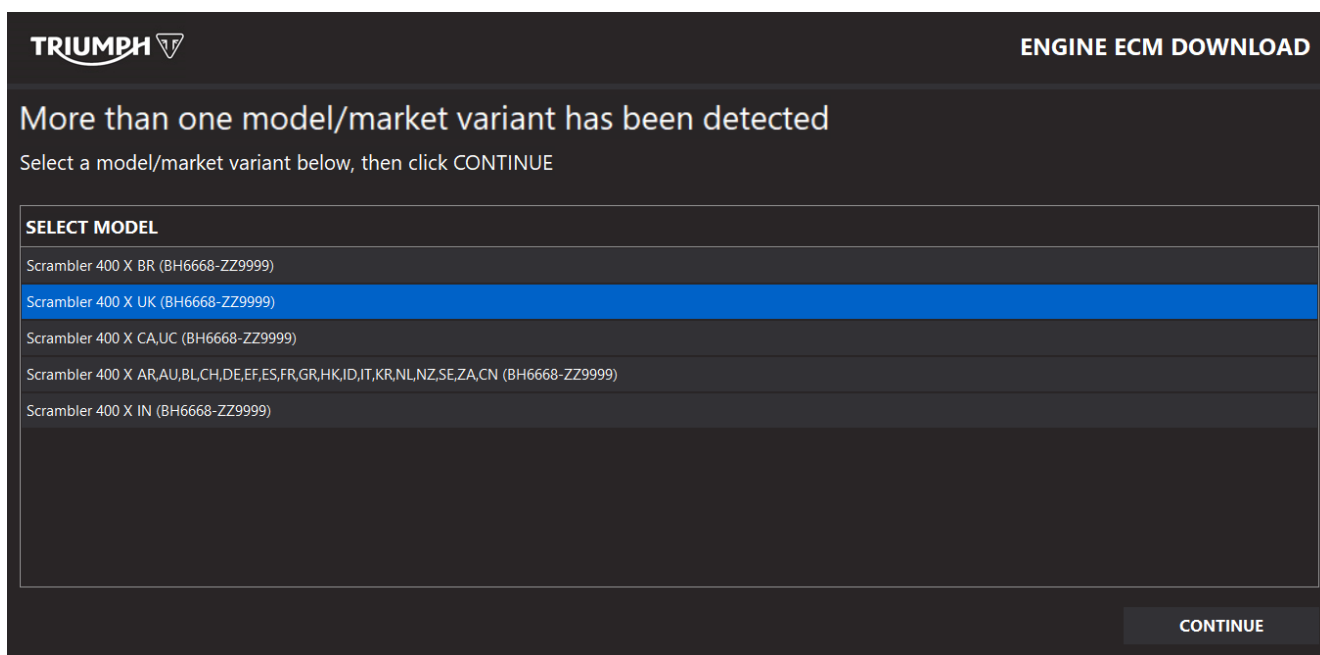 TRIUMPH
ENGINE ECM DOWNLOAD
More than one model/market variant has been detected
Select a model/market variant below, then click CONTINUE
SELECT MODEL
Scrambler 400 X BR (BH6668-ZZ9999)
Scrambler 400 X UK (BH6668-ZZ9999)
Scrambler 400 X CA,UC (BH6668-ZZ9999)
Scrambler 400 X AR,AU,BL,CH,DE,EF,ES,FR,GR,HK,ID,IT,KR,NL,NZ,SE,ZA,CN (BH6668-ZZ9999)
Scrambler 400 X IN (BH6668-ZZ9999)
CONTINUE